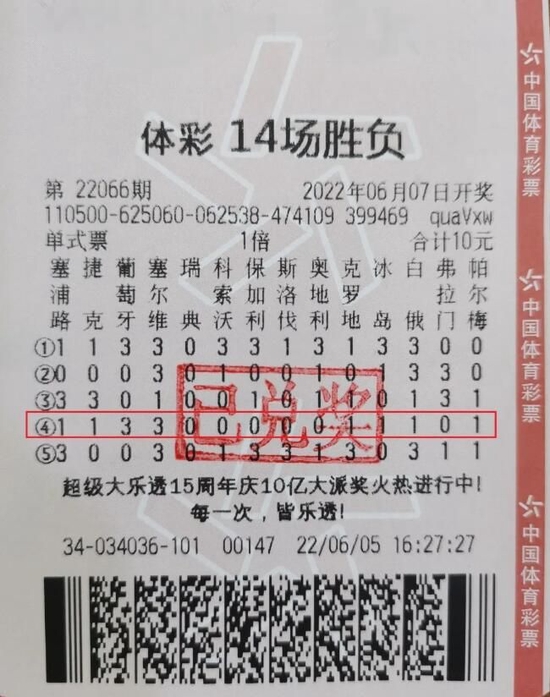 体彩 14场胜负
第 22066期 2022年06月07日开奖
110500-625060-062538-474109 399469 quaVxw
单式票 1倍 合计10元
塞 捷 葡 塞 瑞 科 保 斯 奥 克 冰 白 弗 帕
浦 萄 尔 索 加 洛 地 罗 拉 尔
路 克 牙 维 典 沃 利 伐 利 地 岛 俄 门 梅
①1 1 3 3 0 3 3 1 3 1 3 3 0 0
②0 0 0 3 0 1 0 0 1 0 1 3 3 0
③3 3 0 1 0 0 1 0 1 1 0 1 3 1
④1 1 3 3 0 0 0 0 0 1 1 1 0 1
⑤3 0 0 3 0 1 3 3 1 3 0 3 1 1
已兑奖
超级大乐透15周年庆10亿大派奖火热进行中!
每一次，皆乐透!
34-034036-101 00147 22/06/05 16:27:27
中国体育彩票
中国体育彩票
中国体育彩票